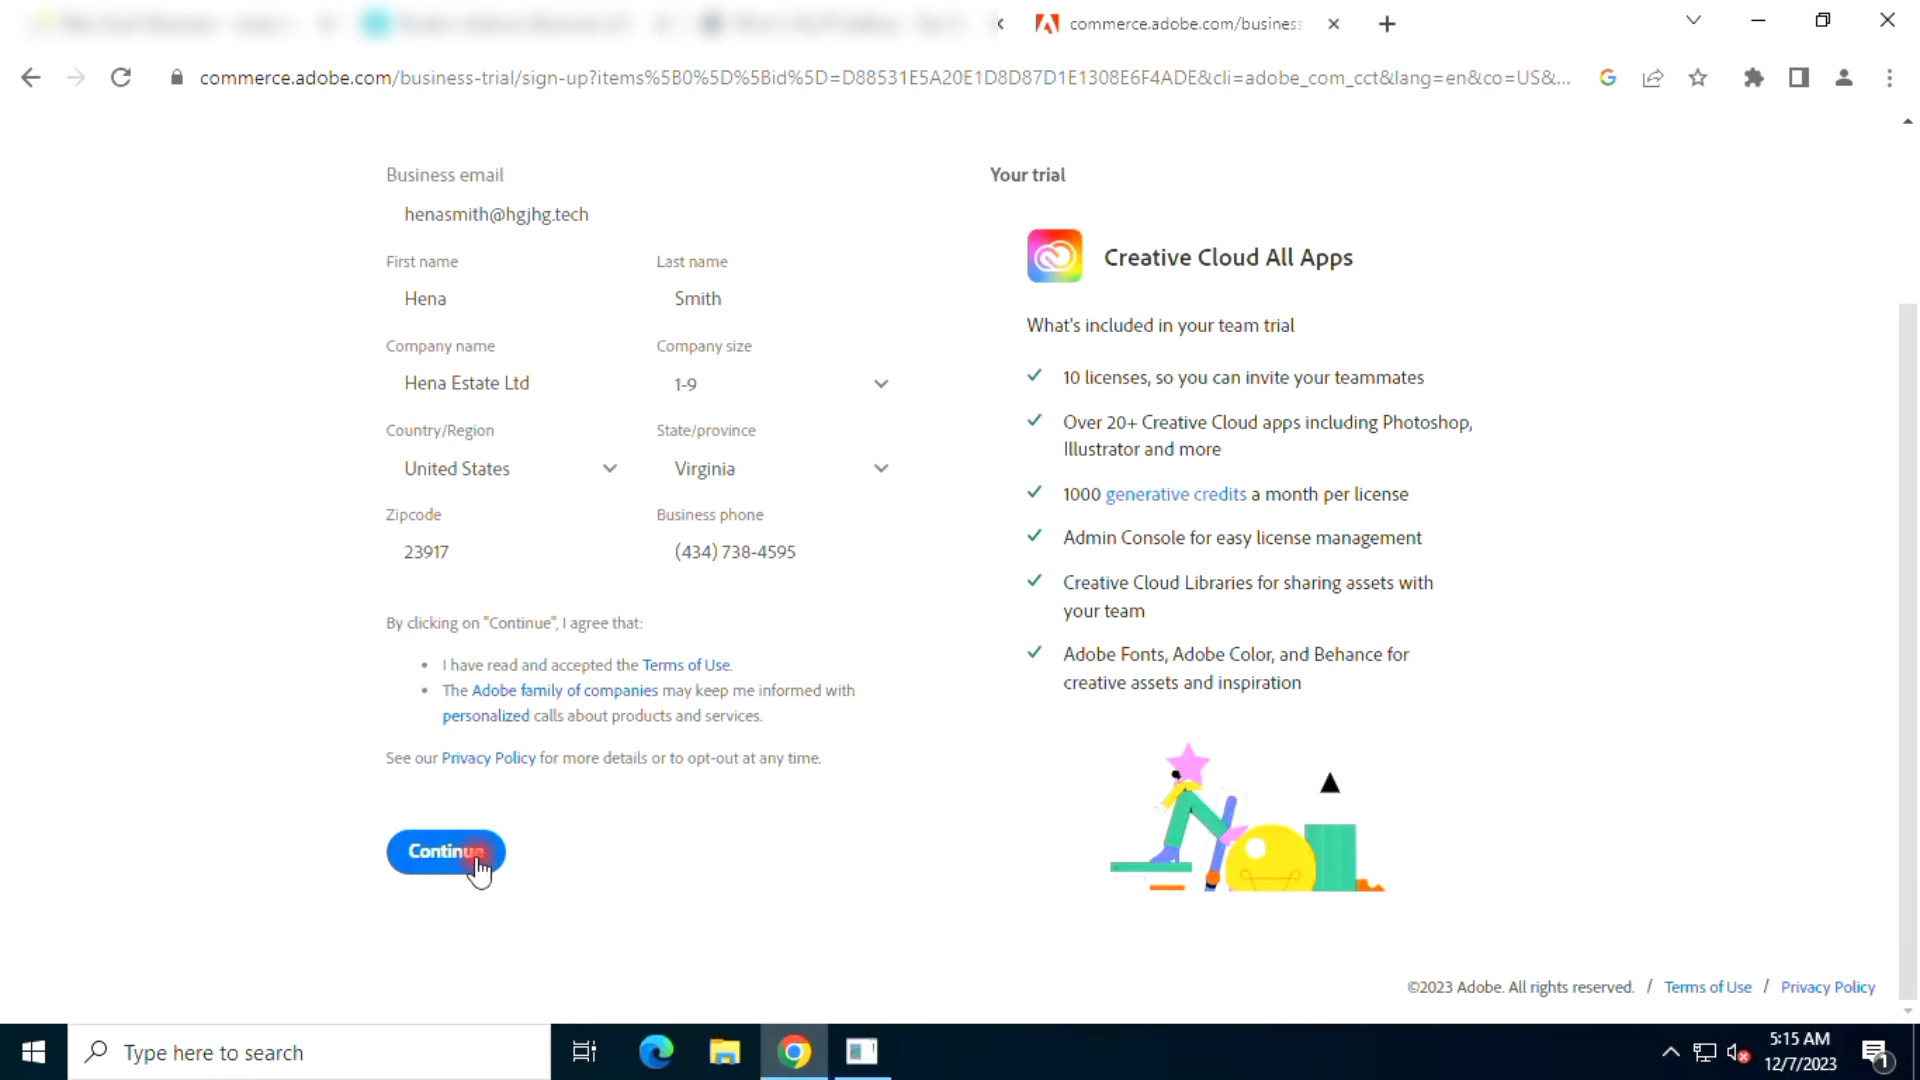 commerce.adobe.com/business
commerce.adobe.com/business-trial/sign-up?items%5B0%5D%5Bid%5D=D88531E5A20E1D8D87D1E1308E6F4ADE&cli=adobe_com_cct&lang=en&co=US&...
Business email
henasmith@hgjhg.tech
First name
Last name
Hena
Smith
Company name
Company size
Hena Estate Ltd
1-9
Country/Region
State/province
United States
Virginia
Zipcode
Business phone
23917
(434) 738-4595
By clicking on "Continue", I agree that:
• I have read and accepted the Terms of Use.
• The Adobe family of companies may keep me informed with
personalized calls about products and services.
See our Privacy Policy for more details or to opt-out at any time.
Continue
Your trial
Creative Cloud All Apps
What's included in your team trial
10 licenses, so you can invite your teammates
Over 20+ Creative Cloud apps including Photoshop,
Illustrator and more
1000 generative credits a month per license
Admin Console for easy license management
Creative Cloud Libraries for sharing assets with
your team
Adobe Fonts, Adobe Color, and Behance for
creative assets and inspiration
©2023 Adobe. All rights reserved. / Terms of Use / Privacy Policy
Type here to search
5:15 AM
12/7/2023
1